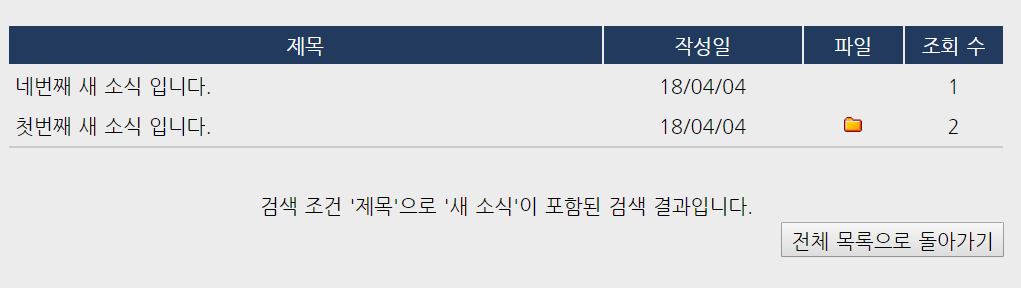 제목 작성일 파일 조회 수
네번째 새 소식 입니다. 18/04/04 1
첫번째 새 소식 입니다. 18/04/04 2
검색 조건 '제목'으로 '새 소식'이 포함된 검색 결과입니다.
전체 목록으로 돌아가기